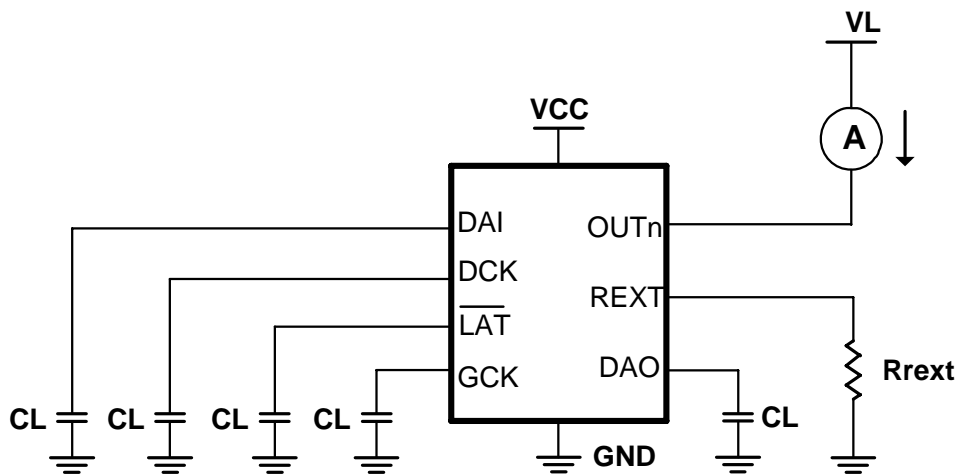 VL
VCC
A
DAI
OUTn
DCK
REXT
LAT
GCK
DAO
Rrext
CL
CL
CL
CL
CL
GND